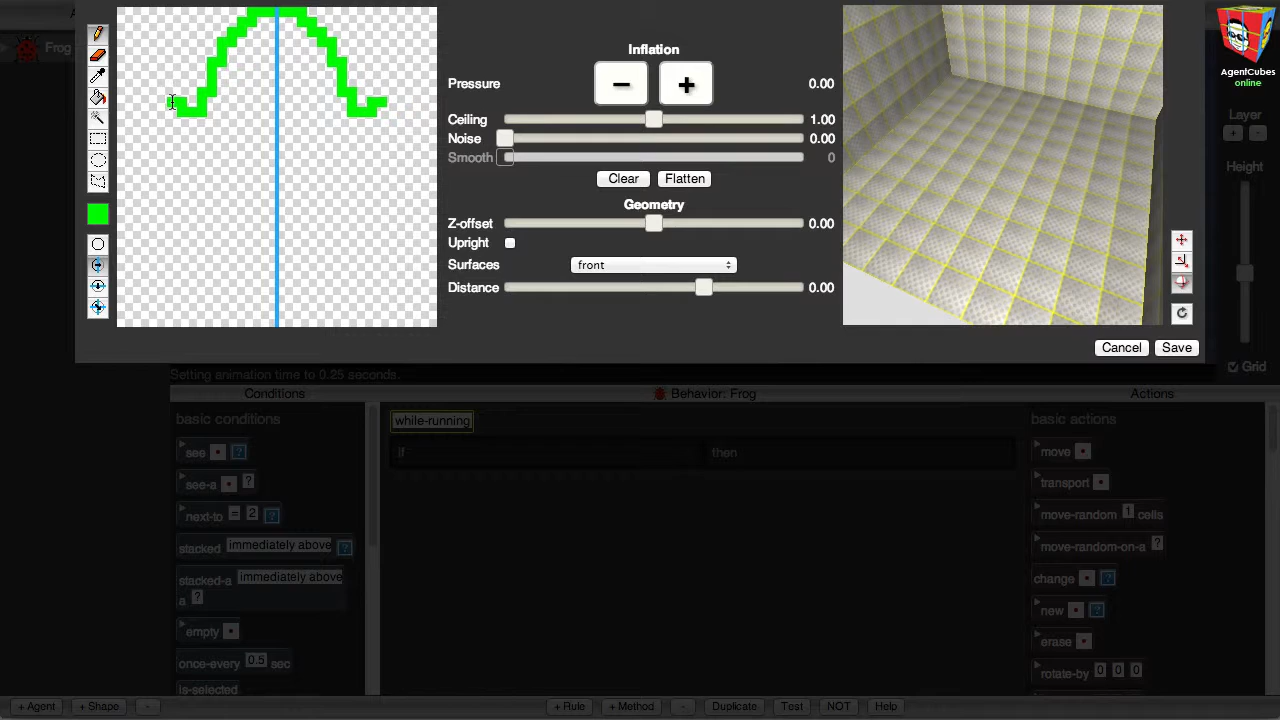 Frog
AgentCubes
online
Inflation
Pressure
− +
0.00
Ceiling
1.00
Noise
0.00
Smooth
0
Clear
Flatten
Geometry
Z-offset
0.00
Upright
Surfaces
front
Distance
0.00
Layer
+ -
Height
Grid
Cancel
Save
Setting animation time to 0.25 seconds.
Conditions
Behavior: Frog
Actions
basic conditions
see ?
see-a ?
next-to = 2 ?
stacked immediately above ?
stacked-a immediately above
a ?
empty
once-every 0.5 sec
is-selected
while-running
If
then
basic actions
move
transport
move-random 1 cells
move-random-on-a ?
change ?
new ?
erase
rotate-by 0 0 0
+ Agent
+ Shape
-
+ Rule
+ Method
-
Duplicate
Test
NOT
Help